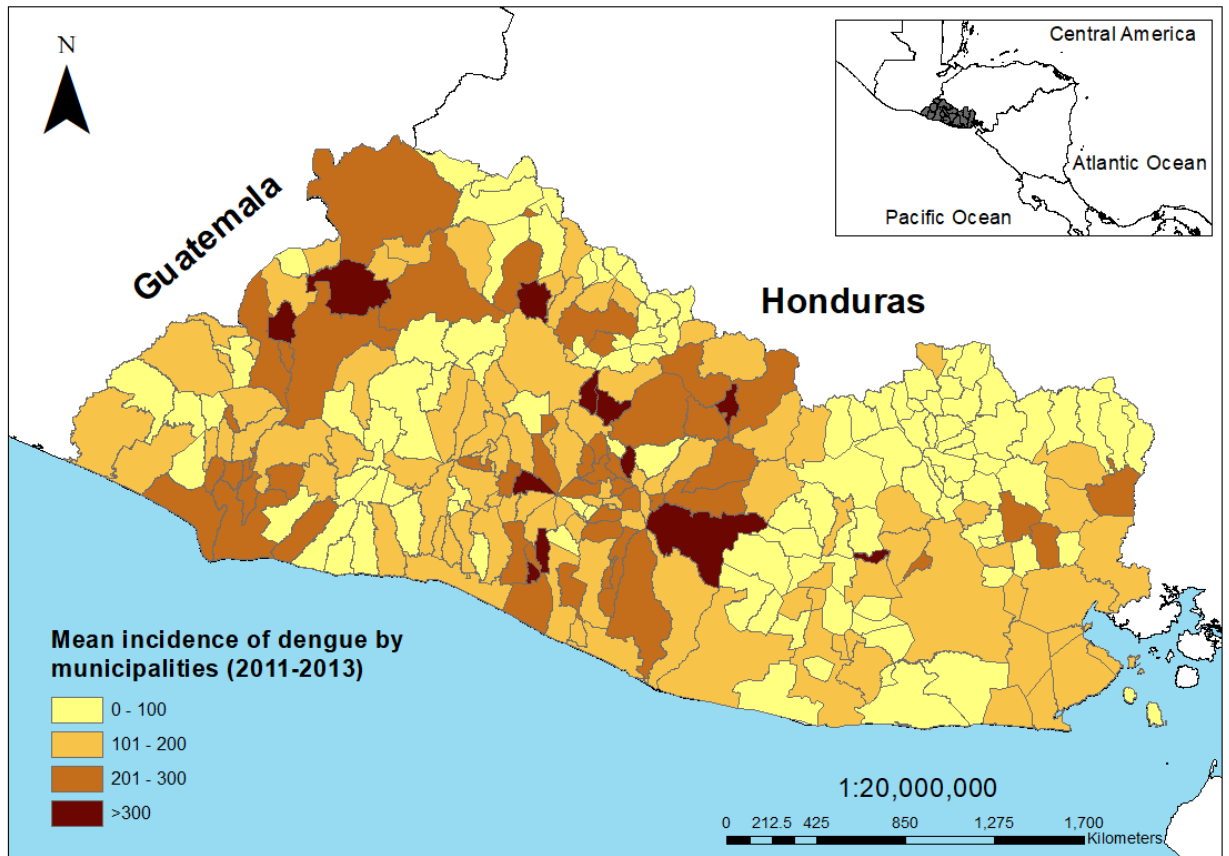 N
Central America
Atlantic Ocean
Pacific Ocean
Guatemala
Honduras
Mean incidence of dengue by
municipalities (2011-2013)
0 - 100
101 - 200
201 - 300
>300
1:20,000,000
0 212.5 425 850 1,275 1,700
Kilometers